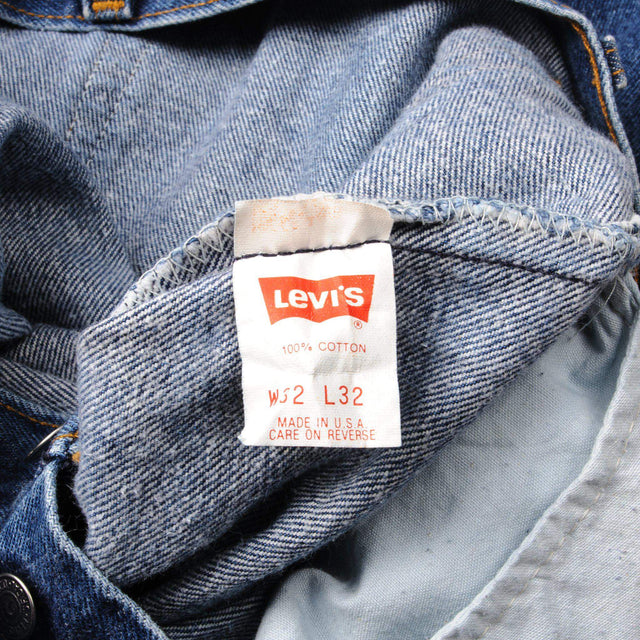 Levi's
®
100% COTTON
W32 L32
MADE IN U.S.A.
CARE ON REVERSE